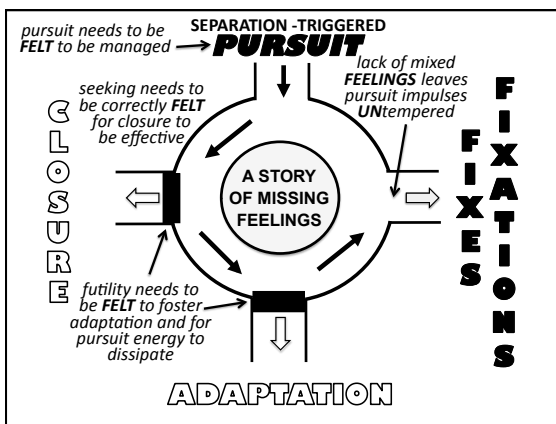 pursuit needs to be
FELT to be managed
SEPARATION -TRIGGERED
PURSUIT
lack of mixed
FEELINGS leaves
pursuit impulses
UNtempered
seeking needs to
be correctly FELT
for closure to
be effective
CLOSURE
A STORY
OF MISSING
FEELINGS
FIXES
FIXATIONS
futility needs to
be FELT to foster
adaptation and for
pursuit energy to
dissipate
ADAPTATION